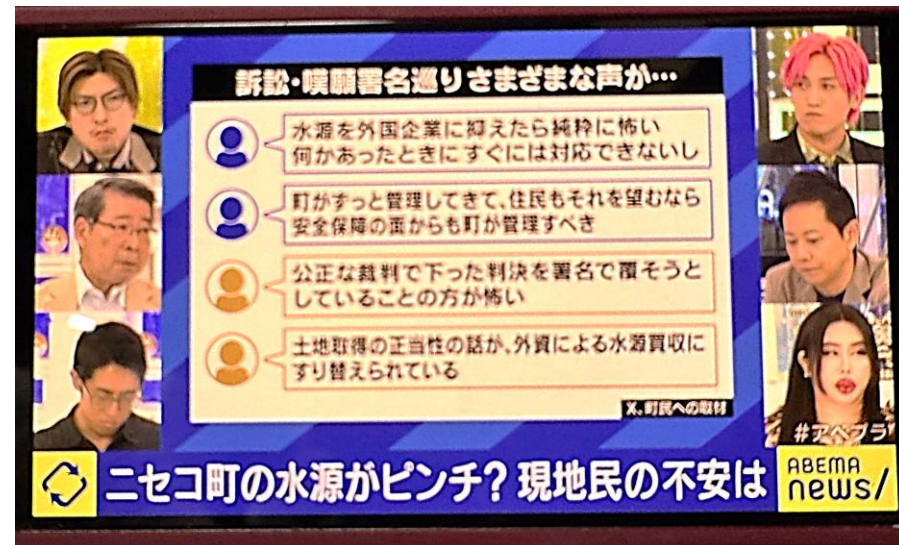 訴訟・嘆願署名巡りさまざまな声が…
水源を外国企業に抑えたら純粋に怖い
何かあったときにすぐには対応できないし
町がずっと管理してきて、住民もそれを望むなら
安全保障の面からも町が管理すべき
公正な裁判で下った判決を署名で覆そうと
していることの方が怖い
土地取得の正当性の話が、外資による水源買収に
すり替えられている
X、町民への取材
#アベプラ
ニセコ町の水源がピンチ?現地民の不安は
ABEMA
news/